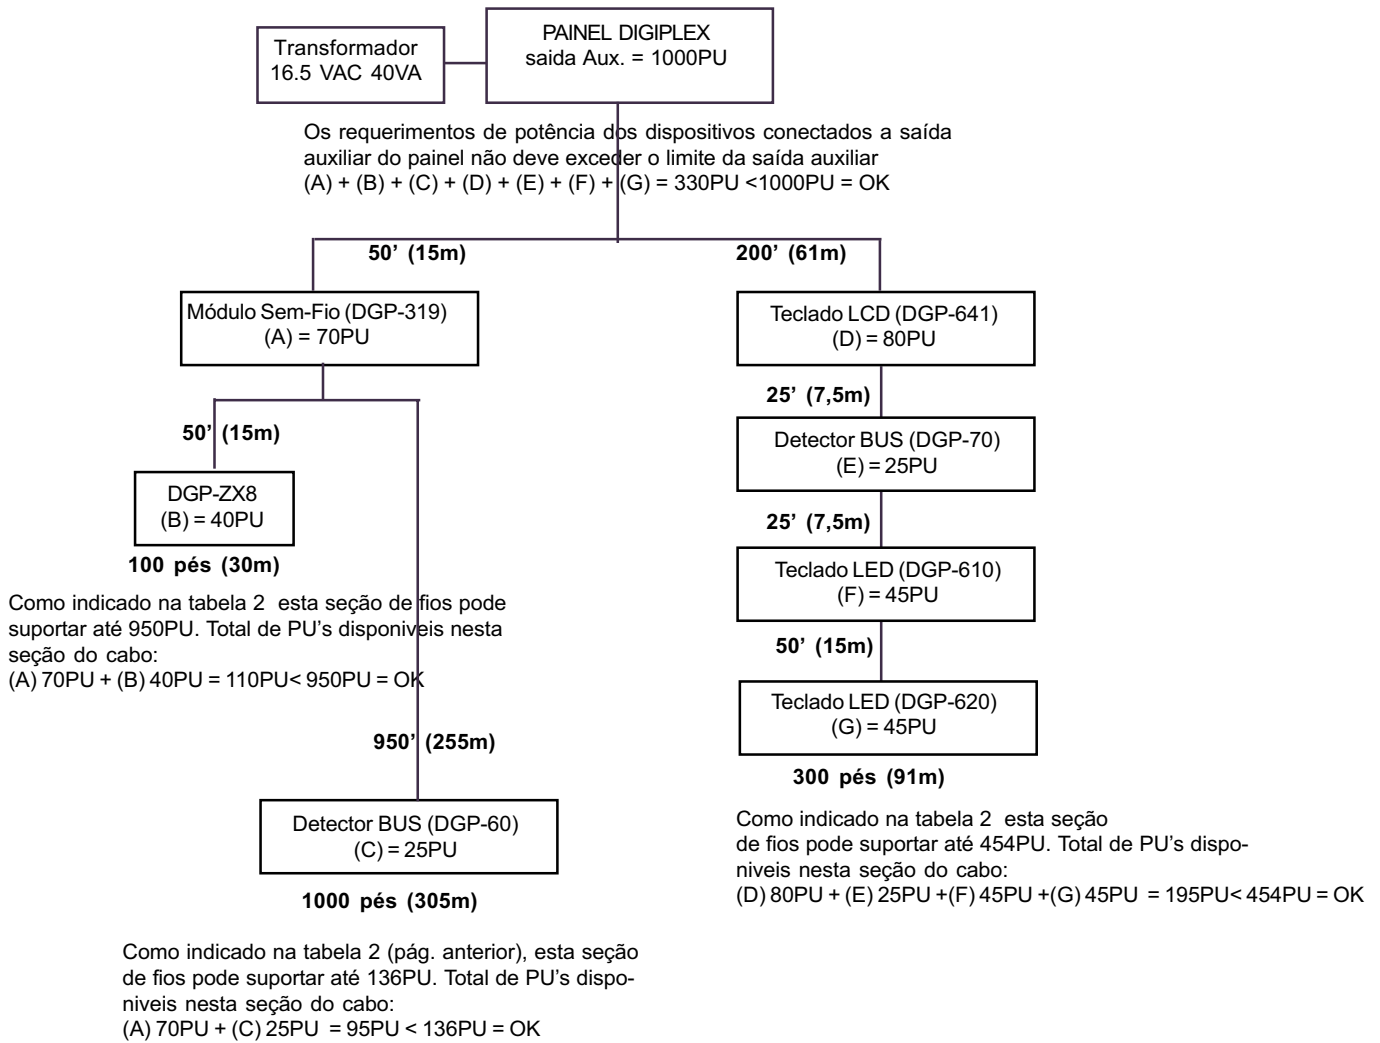 Transformador
16.5 VAC 40VA
PAINEL DIGIPLEX
saida Aux. = 1000PU
Os requerimentos de potência dos dispositivos conectados a saída
auxiliar do painel não deve exceder o limite da saída auxiliar
(A) + (B) + (C) + (D) + (E) + (F) + (G) = 330PU <1000PU = OK
50’ (15m)
200’ (61m)
Módulo Sem-Fio (DGP-319)
(A) = 70PU
Teclado LCD (DGP-641)
(D) = 80PU
25’ (7,5m)
50’ (15m)
Detector BUS (DGP-70)
(E) = 25PU
DGP-ZX8
(B) = 40PU
25’ (7,5m)
100 pés (30m)
Teclado LED (DGP-610)
(F) = 45PU
Como indicado na tabela 2 esta seção de fios pode
suportar até 950PU. Total de PU’s disponiveis nesta
seção do cabo:
(A) 70PU + (B) 40PU = 110PU< 950PU = OK
50’ (15m)
Teclado LED (DGP-620)
(G) = 45PU
950’ (255m)
300 pés (91m)
Detector BUS (DGP-60)
(C) = 25PU
Como indicado na tabela 2 esta seção
de fios pode suportar até 454PU. Total de PU’s dispo-
niveis nesta seção do cabo:
(D) 80PU + (E) 25PU +(F) 45PU +(G) 45PU = 195PU< 454PU = OK
1000 pés (305m)
Como indicado na tabela 2 (pág. anterior), esta seção
de fios pode suportar até 136PU. Total de PU’s dispo-
niveis nesta seção do cabo:
(A) 70PU + (C) 25PU = 95PU < 136PU = OK